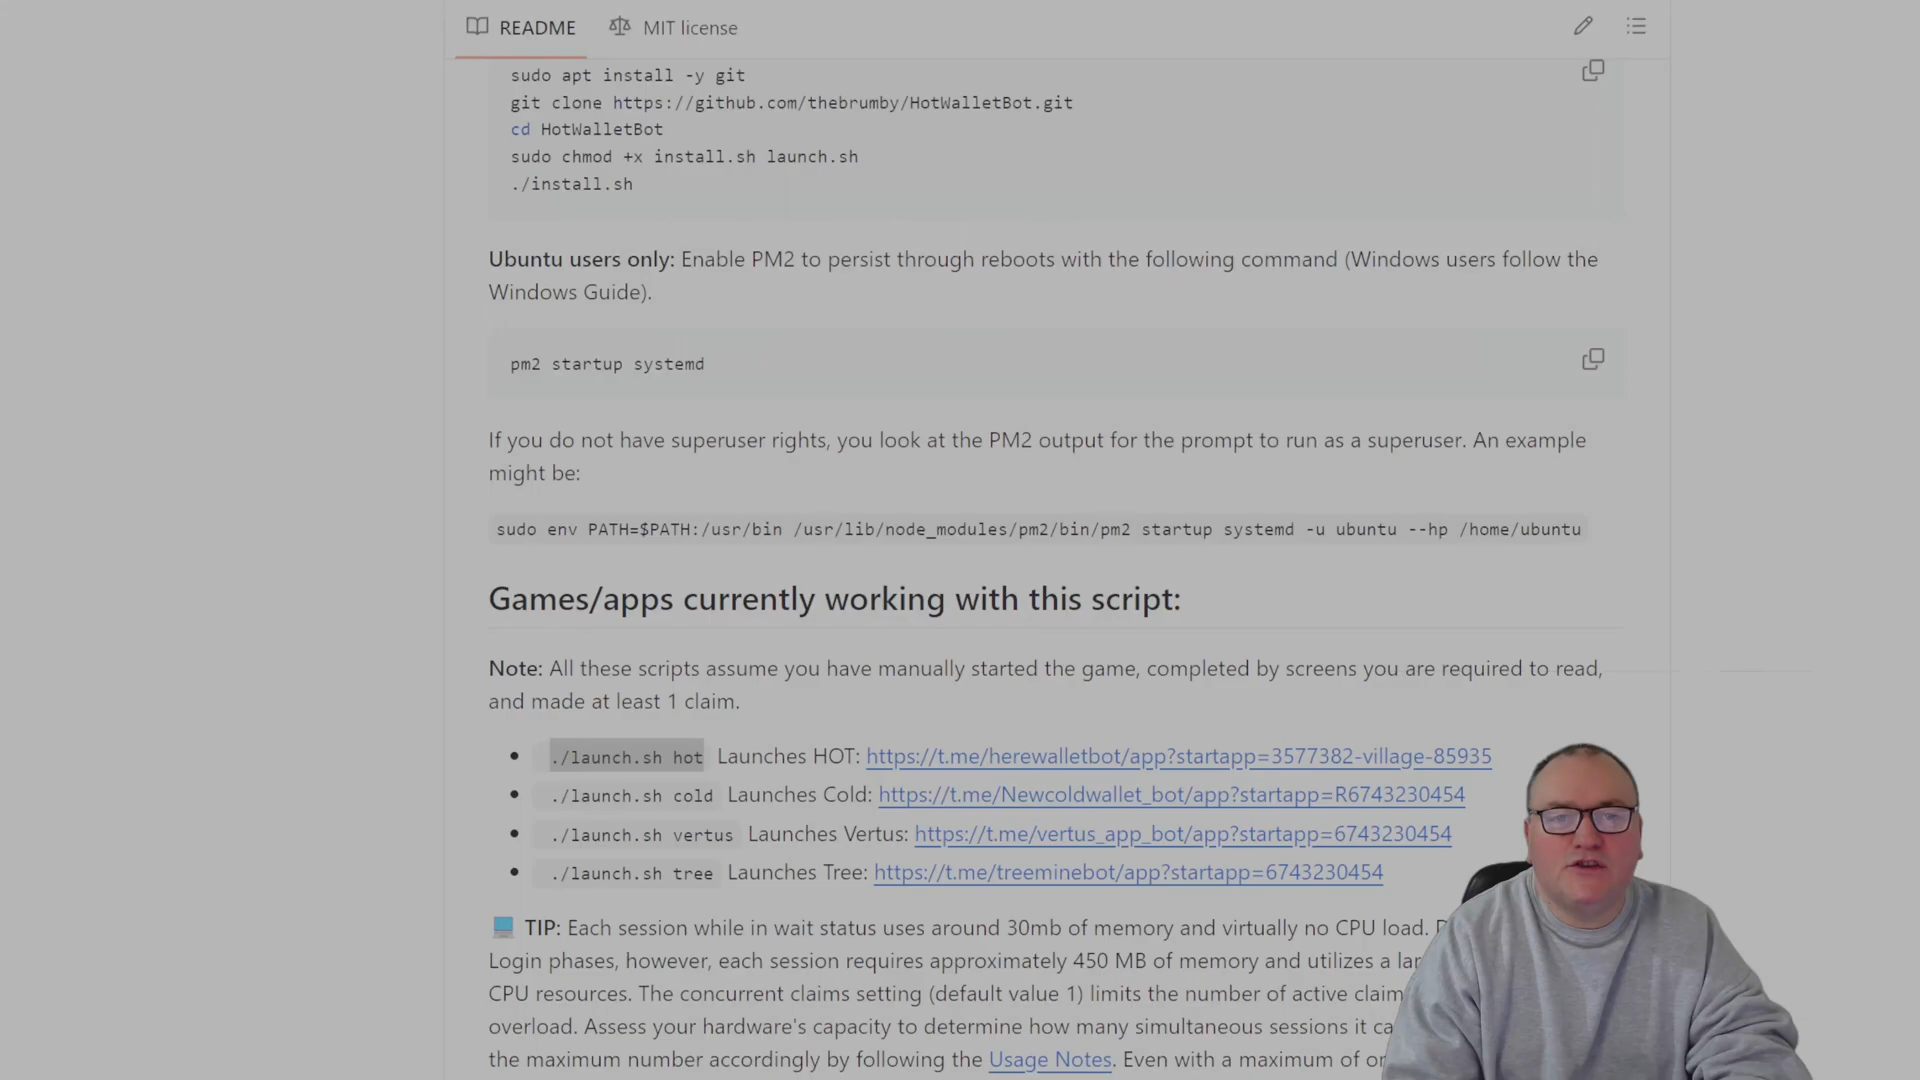 README MIT license
sudo apt install -y git
git clone https://github.com/thebrumby/HotWalletBot.git
cd HotWalletBot
sudo chmod +x install.sh launch.sh
./install.sh
Ubuntu users only: Enable PM2 to persist through reboots with the following command (Windows users follow the
Windows Guide).
pm2 startup systemd
If you do not have superuser rights, you look at the PM2 output for the prompt to run as a superuser. An example
might be:
sudo env PATH=$PATH:/usr/bin /usr/lib/node_modules/pm2/bin/pm2 startup systemd -u ubuntu --hp /home/ubuntu
Games/apps currently working with this script:
Note: All these scripts assume you have manually started the game, completed by screens you are required to read,
and made at least 1 claim.
./launch.sh hot Launches HOT: https://t.me/herewalletbot/app?startapp=3577382-village-85935
./launch.sh cold Launches Cold: https://t.me/Newcoldwallet_bot/app?startapp=R6743230454
./launch.sh vertus Launches Vertus: https://t.me/vertus_app_bot/app?startapp=6743230454
./launch.sh tree Launches Tree: https://t.me/treeminebot/app?startapp=6743230454
TIP: Each session while in wait status uses around 30mb of memory and virtually no CPU load.
Login phases, however, each session requires approximately 450 MB of memory and utilizes a
CPU resources. The concurrent claims setting (default value 1) limits the number of active
overload. Assess your hardware's capacity to determine how many simultaneous sessions it
the maximum number accordingly by following the Usage Notes. Even with a maximum of